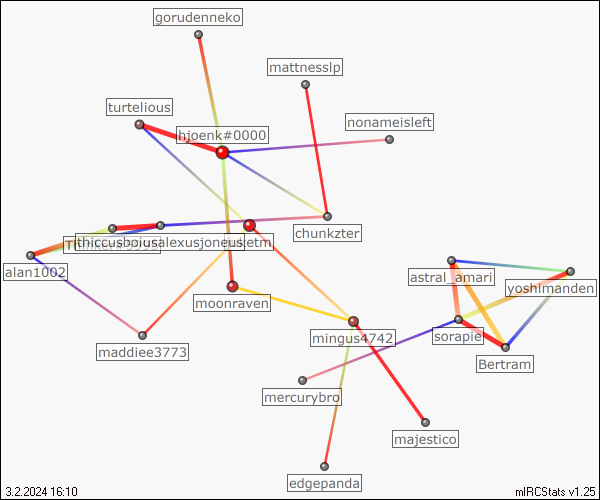 gorudenneko
mattnesslp
turtelious
nonameisleft
hjoenk#0000
chunkzter
alan1002
astral_amari
yoshimanden
moonraven
mingus4742
sorapie
maddiee3773
Bertram
mercurybro
majestico
edgepanda
3.2.2024 16:10
mIRCStats v1.25